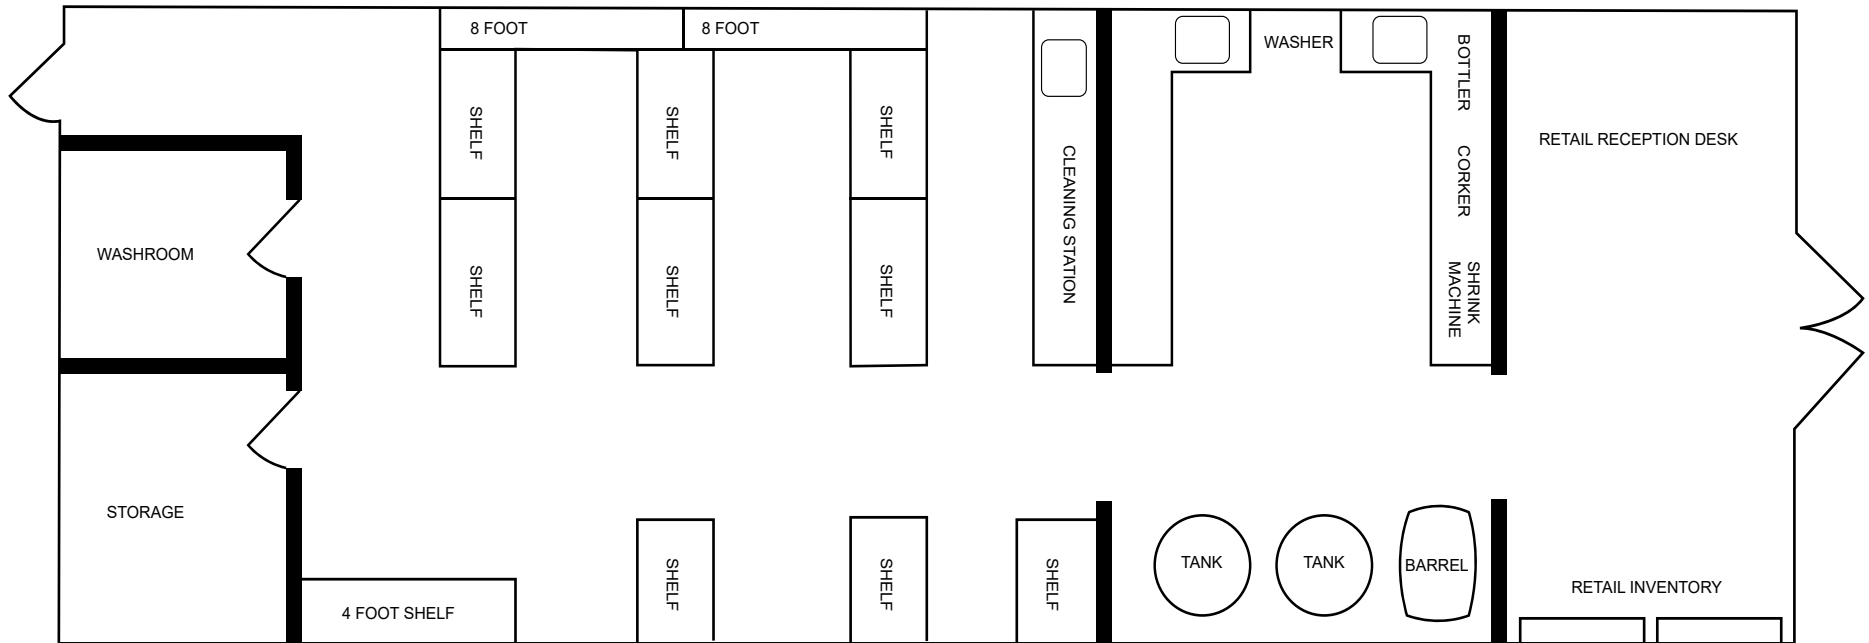 8 FOOT
8 FOOT
WASHER
BOTTLER
CORKER
SHRINK
MACHINE
RETAIL RECEPTION DESK
SHELF
SHELF
SHELF
CLEANING STATION
WASHROOM
SHELF
SHELF
SHELF
STORAGE
4 FOOT SHELF
SHELF
SHELF
SHELF
TANK
TANK
BARREL
RETAIL INVENTORY